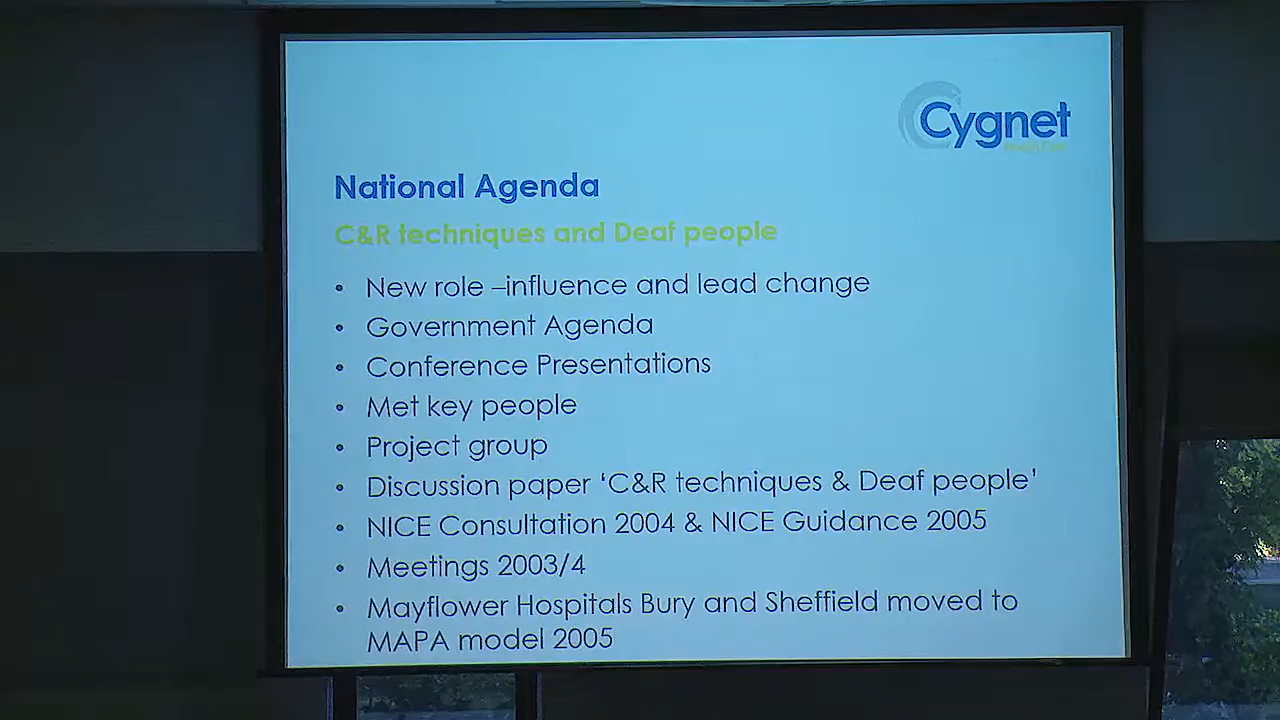 Cygnet
National Agenda
C&R techniques and Deaf people
• New role –influence and lead change
• Government Agenda
• Conference Presentations
• Met key people
• Project group
• Discussion paper ‘C&R techniques & Deaf people’
• NICE Consultation 2004 & NICE Guidance 2005
• Meetings 2003/4
• Mayflower Hospitals Bury and Sheffield moved to
MAPA model 2005